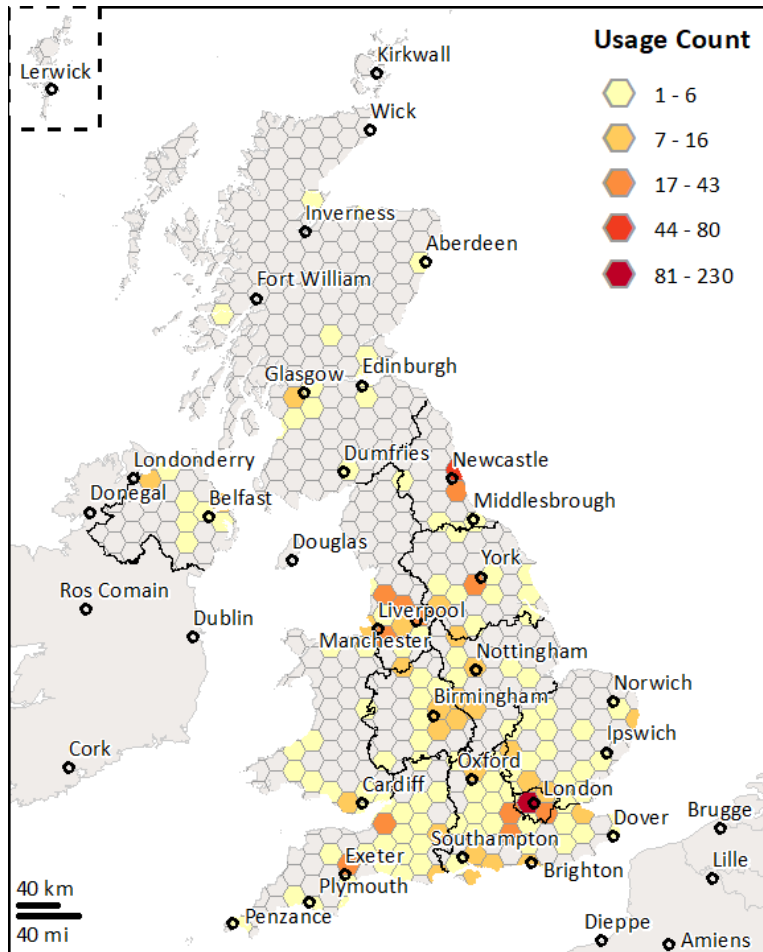 Usage Count
1 - 6
7 - 16
17 - 43
44 - 80
81 - 230
Lerwick
Kirkwall
Wick
Inverness
Aberdeen
Fort William
Glasgow
Edinburgh
Londonderry
Dumfries
Newcastle
Donegal
Belfast
Middlesbrough
Douglas
York
Ros Comain
Liverpool
Dublin
Manchester
Nottingham
Norwich
Birmingham
Ipswich
Cork
Oxford
Cardiff
London
Brugge
Dover
Southampton
Exeter
Brighton
Lille
Plymouth
40 km
Penzance
40 mi
Dieppe
Amiens